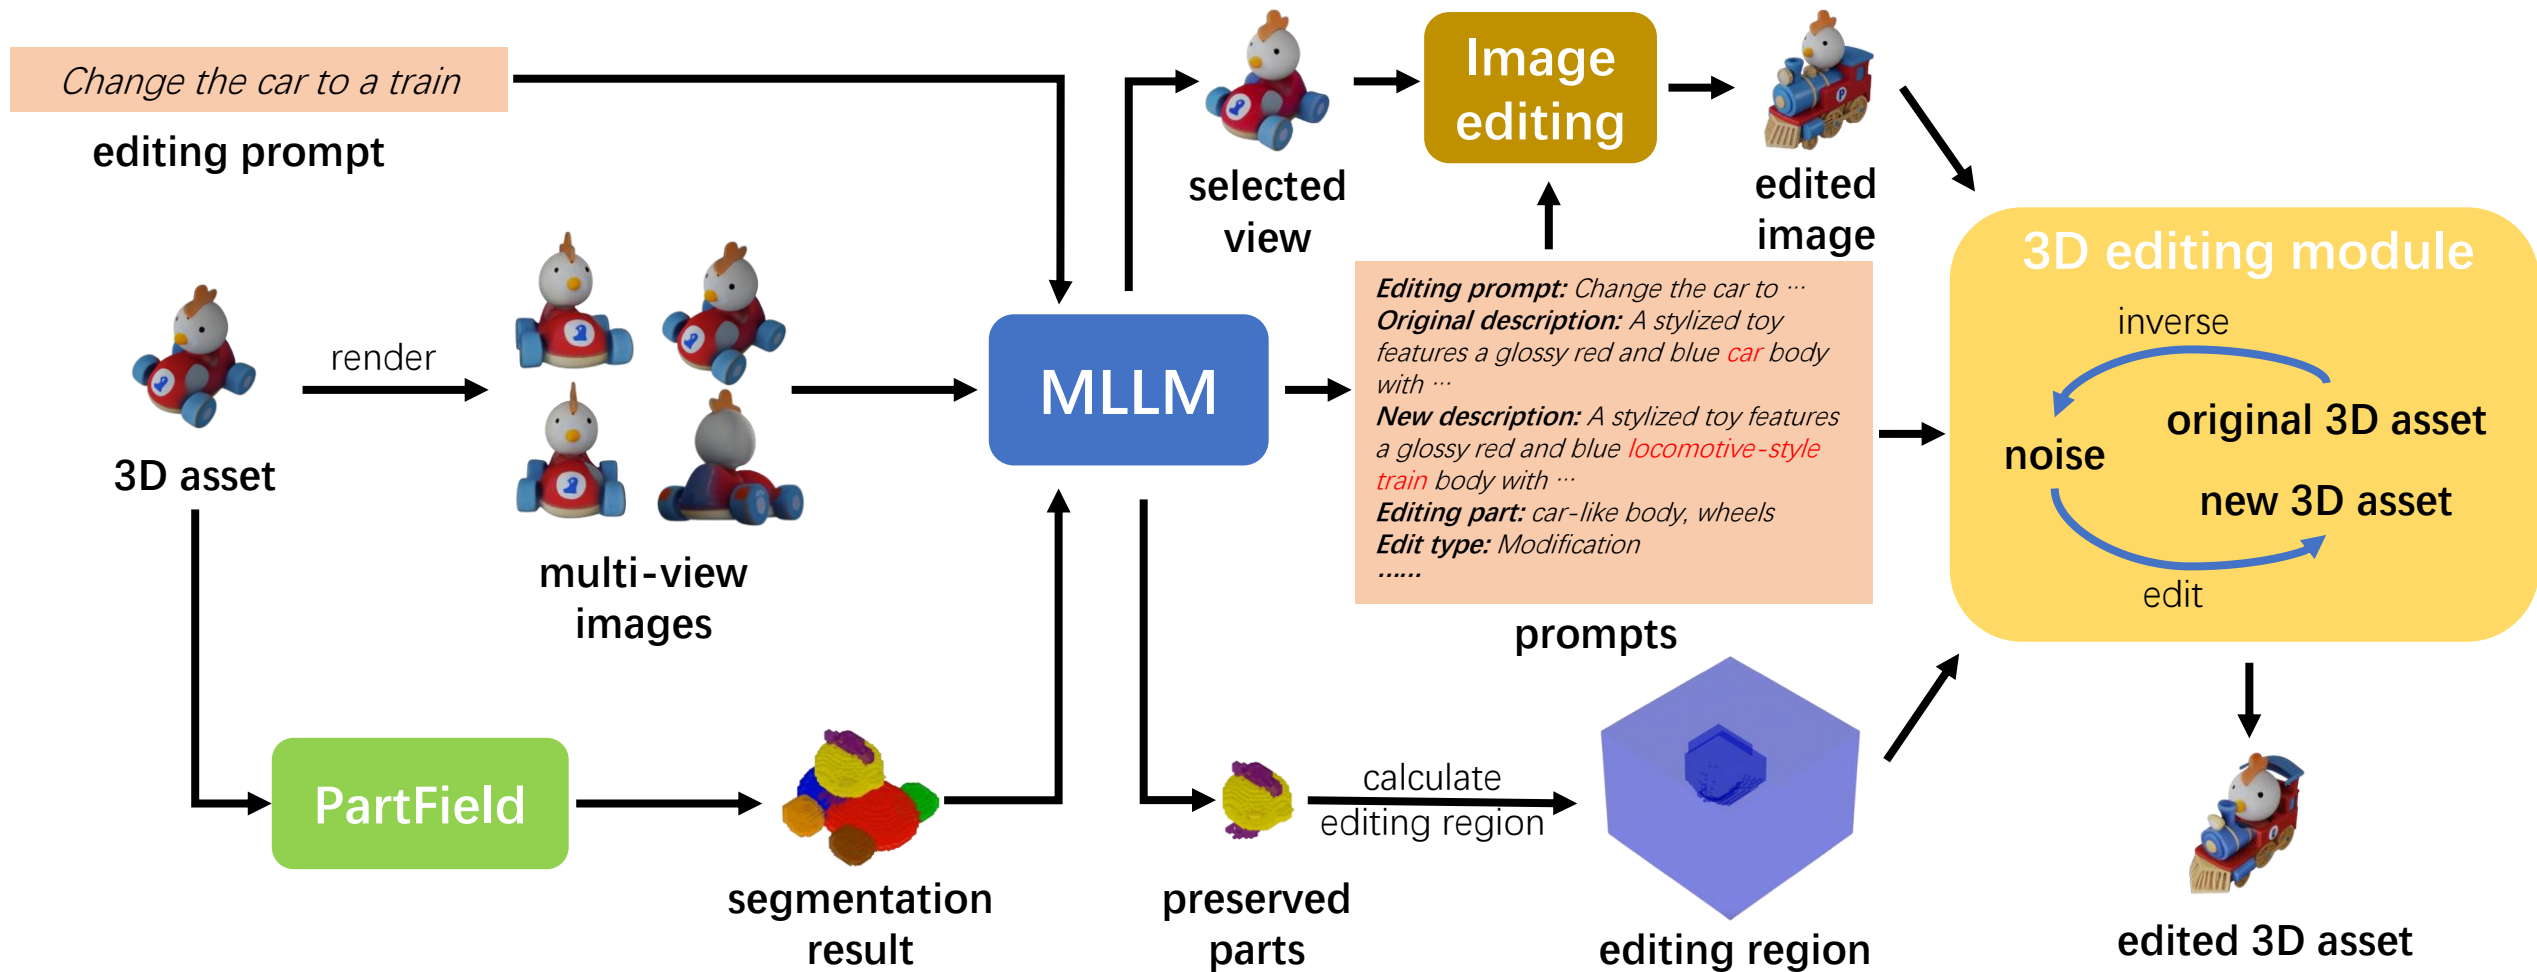 Change the car to a train
editing prompt
3D asset
render
multi-view
images
PartField
segmentation
result
MLLM
selected
view
Image
editing
edited
image
Editing prompt: Change the car to ···
Original description: A stylized toy
features a glossy red and blue car body
with ···
New description: A stylized toy features
a glossy red and blue locomotive-style
train body with ···
Editing part: car-like body, wheels
Edit type: Modification
······
prompts
preserved
parts
calculate
editing region
editing region
3D editing module
inverse
original 3D asset
noise
new 3D asset
edit
edited 3D asset